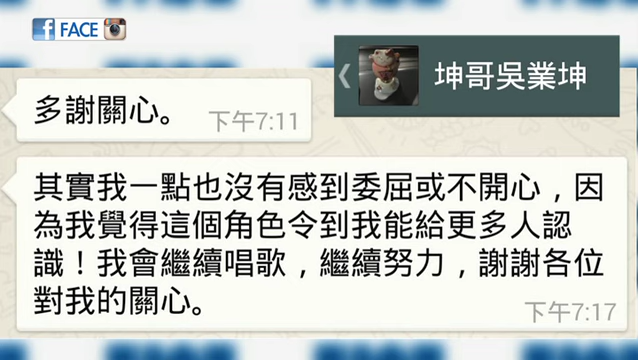 f FACE
坤哥吳業坤
多謝關心。
下午7:11
其實我一點也沒有感到委屈或不開心，因
為我覺得這個角色令到我能給更多人認
識！我會繼續唱歌，繼續努力，謝謝各位
對我的關心。
下午7:17